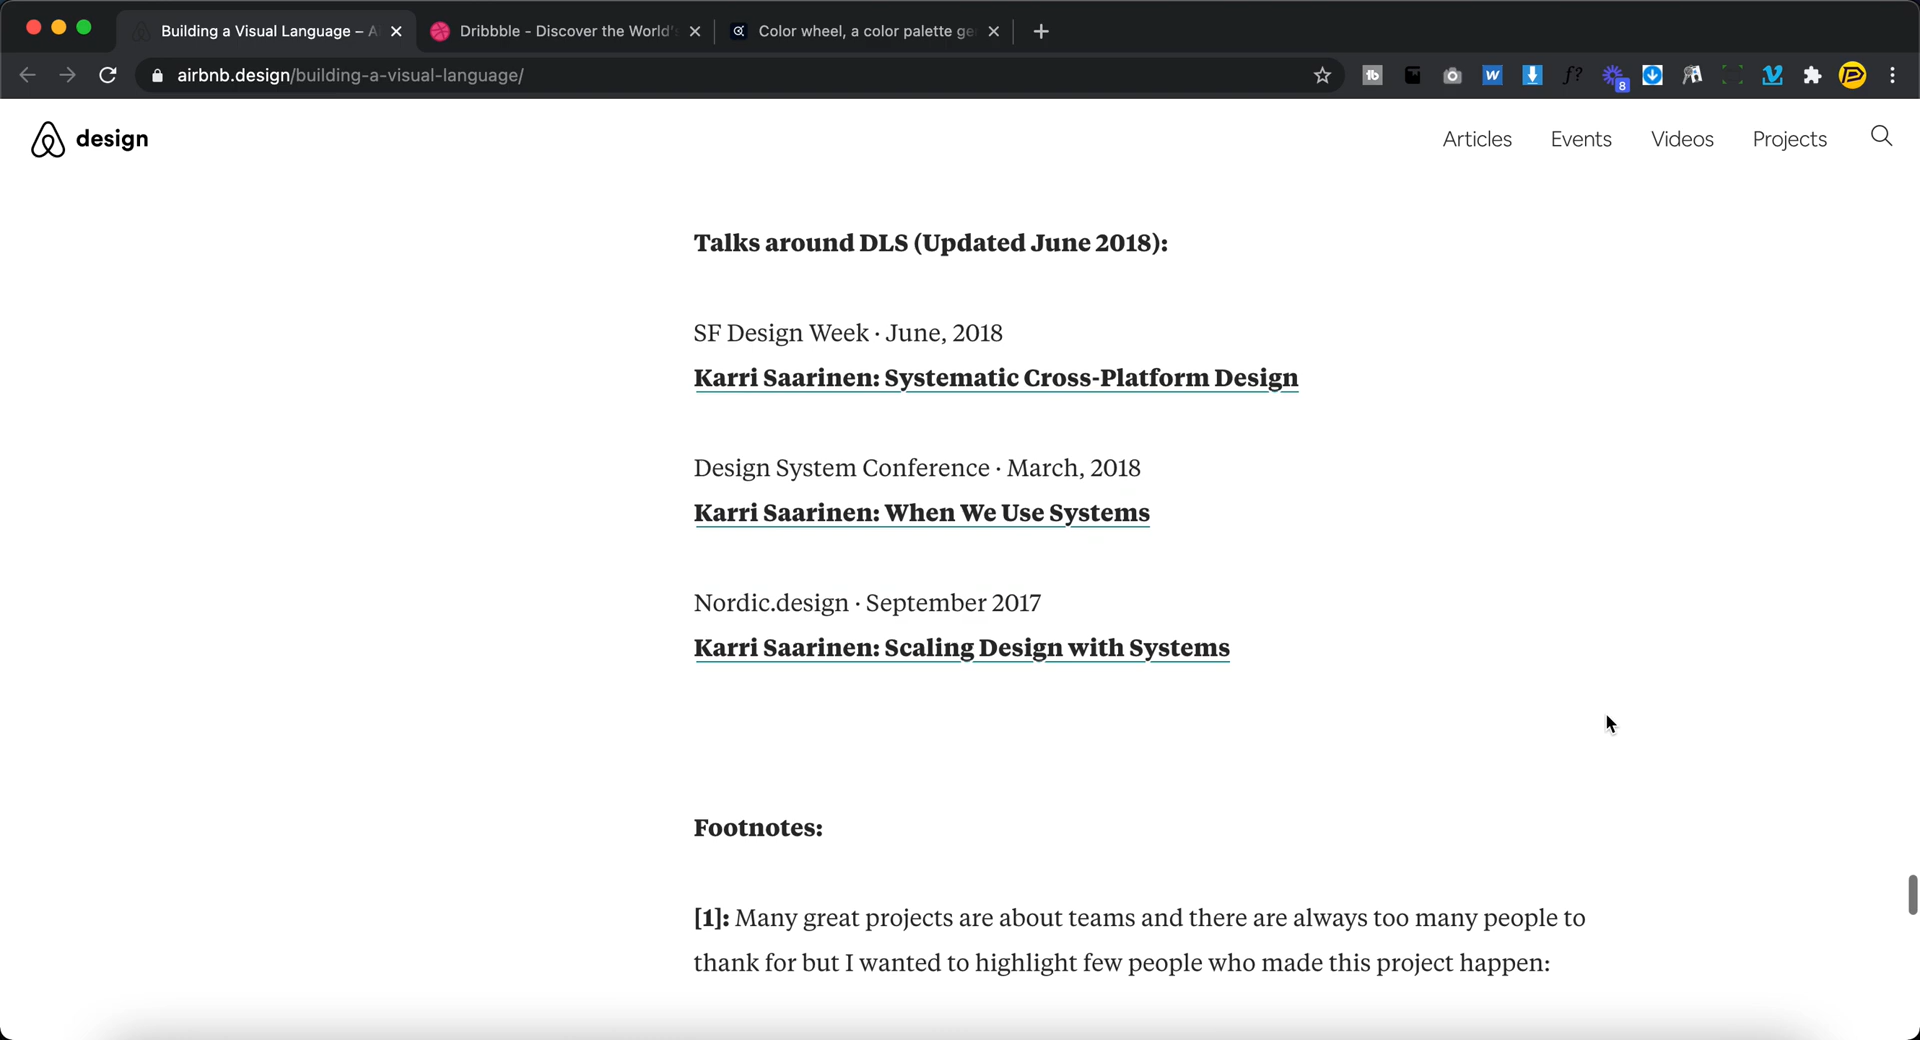 Building a Visual Language – A
Dribbble - Discover the World's
Color wheel, a color palette ge
airbnb.design/building-a-visual-language/
tb
W
f?
8
design
Articles
Events
Videos
Projects
Talks around DLS (Updated June 2018):
SF Design Week · June, 2018
Karri Saarinen: Systematic Cross-Platform Design
Design System Conference · March, 2018
Karri Saarinen: When We Use Systems
Nordic.design · September 2017
Karri Saarinen: Scaling Design with Systems
Footnotes:
[1]: Many great projects are about teams and there are always too many people to
thank for but I wanted to highlight few people who made this project happen: